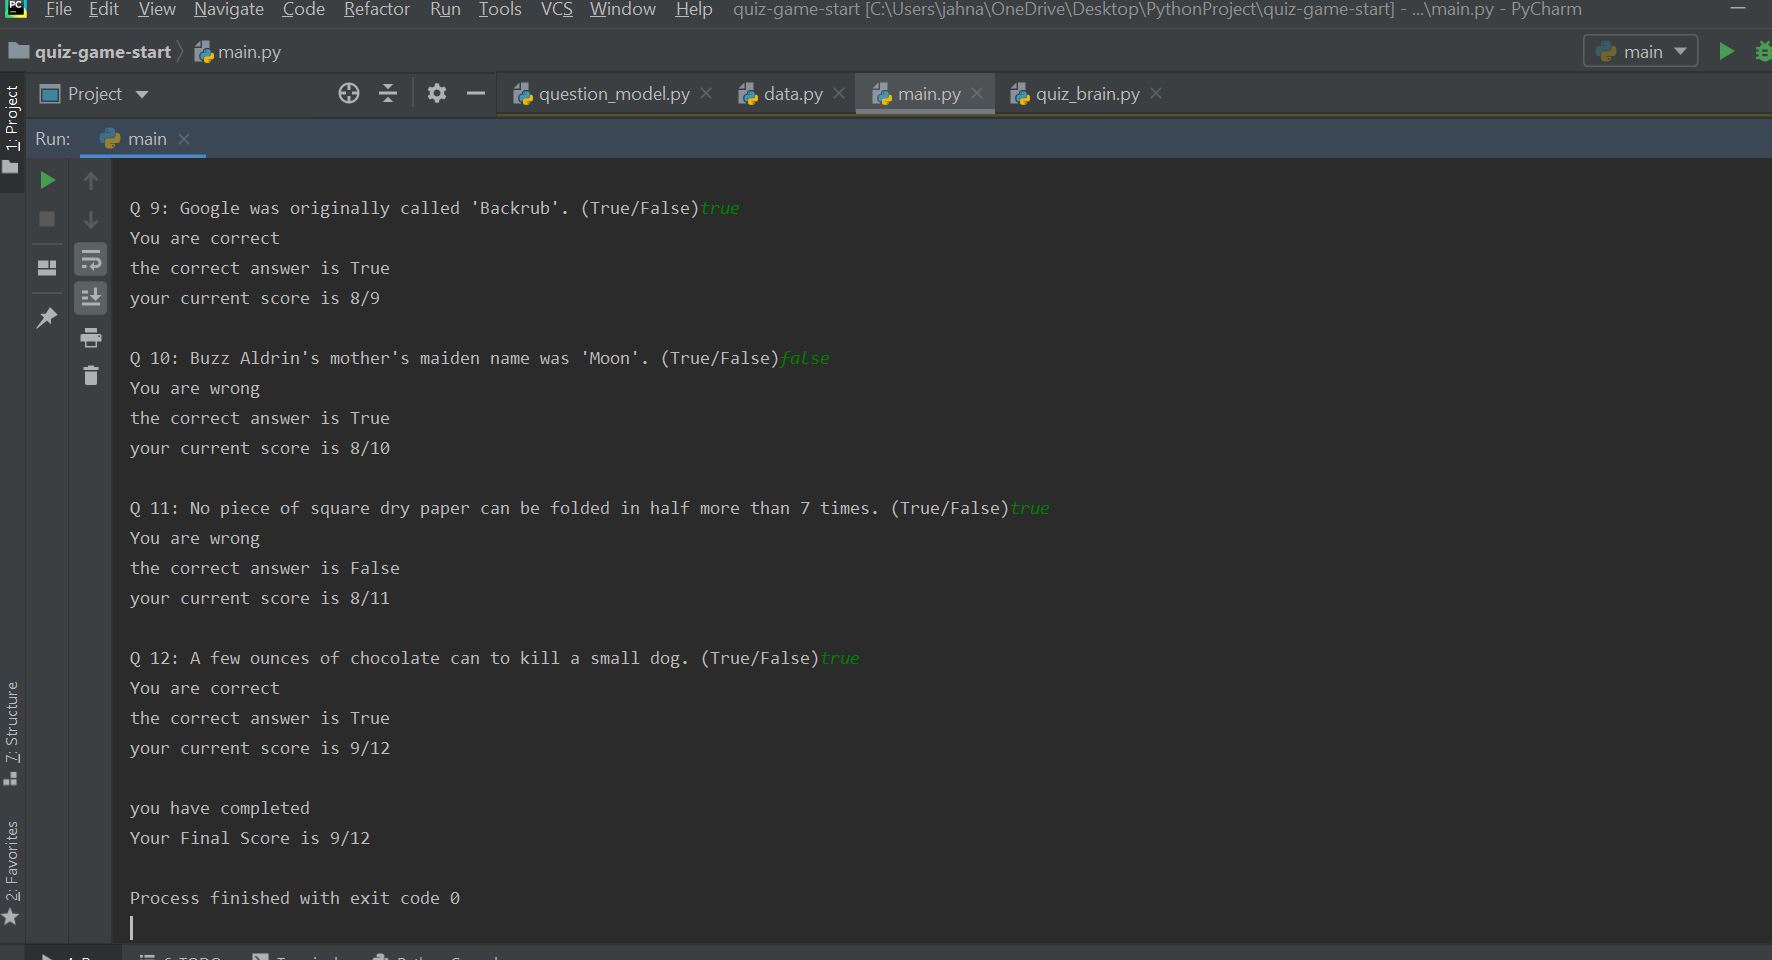 PC File Edit View Navigate Code Refactor Run Tools VCS Window Help quiz-game-start [C:\Users\jahna\OneDrive\Desktop\PythonProject\quiz-game-start] - ...\main.py - PyCharm
quiz-game-start main.py main
1: Project
Project question_model.py data.py main.py quiz_brain.py
Run: main
Q 9: Google was originally called 'Backrub'. (True/False)true
You are correct
the correct answer is True
your current score is 8/9
Q 10: Buzz Aldrin's mother's maiden name was 'Moon'. (True/False)false
You are wrong
the correct answer is True
your current score is 8/10
Q 11: No piece of square dry paper can be folded in half more than 7 times. (True/False)true
You are wrong
the correct answer is False
your current score is 8/11
Q 12: A few ounces of chocolate can to kill a small dog. (True/False)true
You are correct
the correct answer is True
your current score is 9/12
you have completed
Your Final Score is 9/12
Process finished with exit code 0
7: Structure
2: Favorites